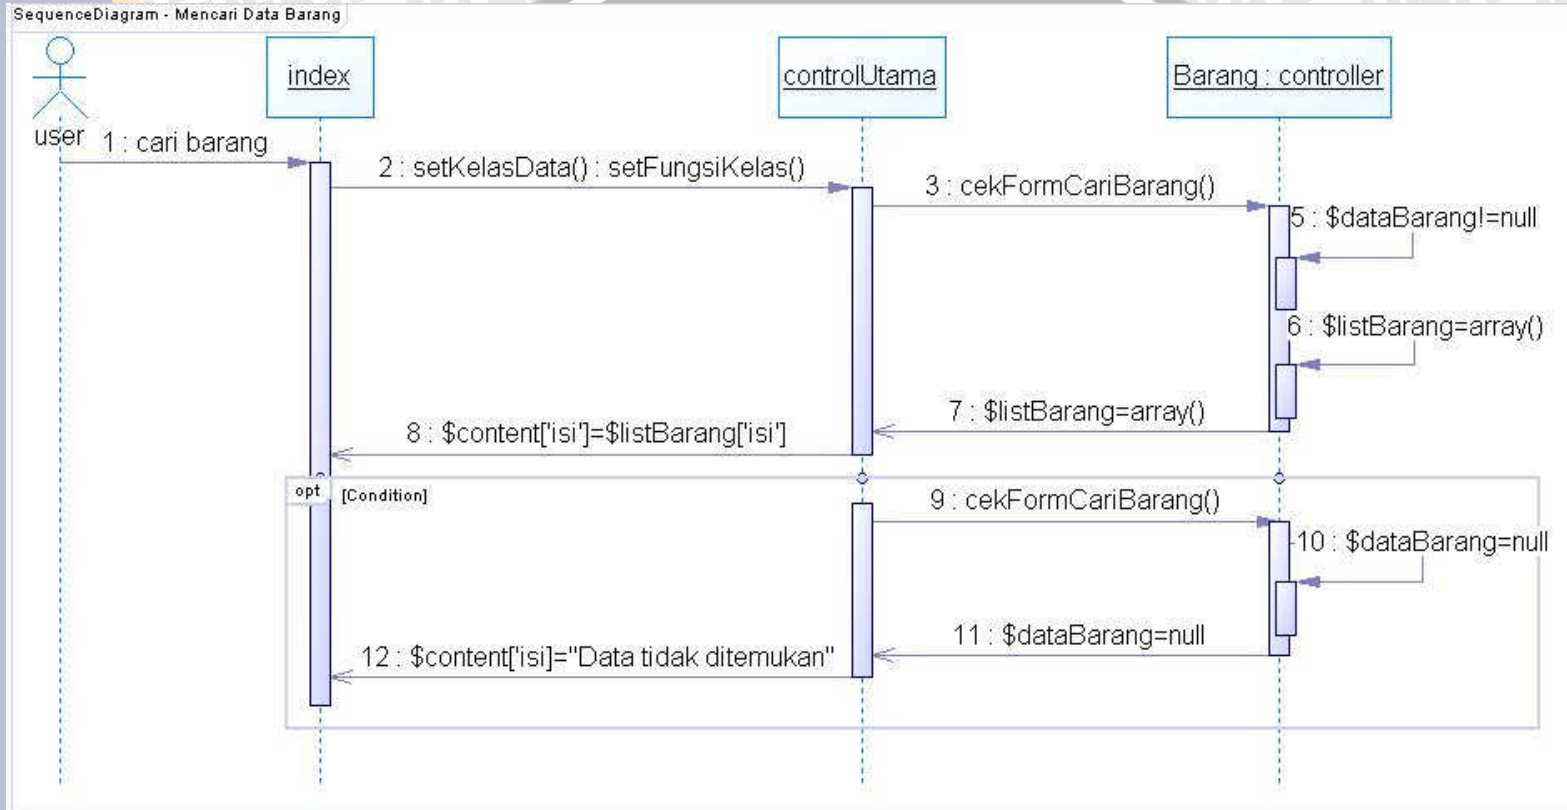 SequenceDiagram - Mencari Data Barang
index
controlUtama
Barang : controller
user
1 : cari barang
2 : setKelasData() : setFungsiKelas()
3 : cekFormCariBarang()
5 : $dataBarang!=null
6 : $listBarang=array()
7 : $listBarang=array()
8 : $content['isi']=$listBarang['isi']
opt
[Condition]
9 : cekFormCariBarang()
10 : $dataBarang=null
11 : $dataBarang=null
12 : $content['isi]="Data tidak ditemukan"